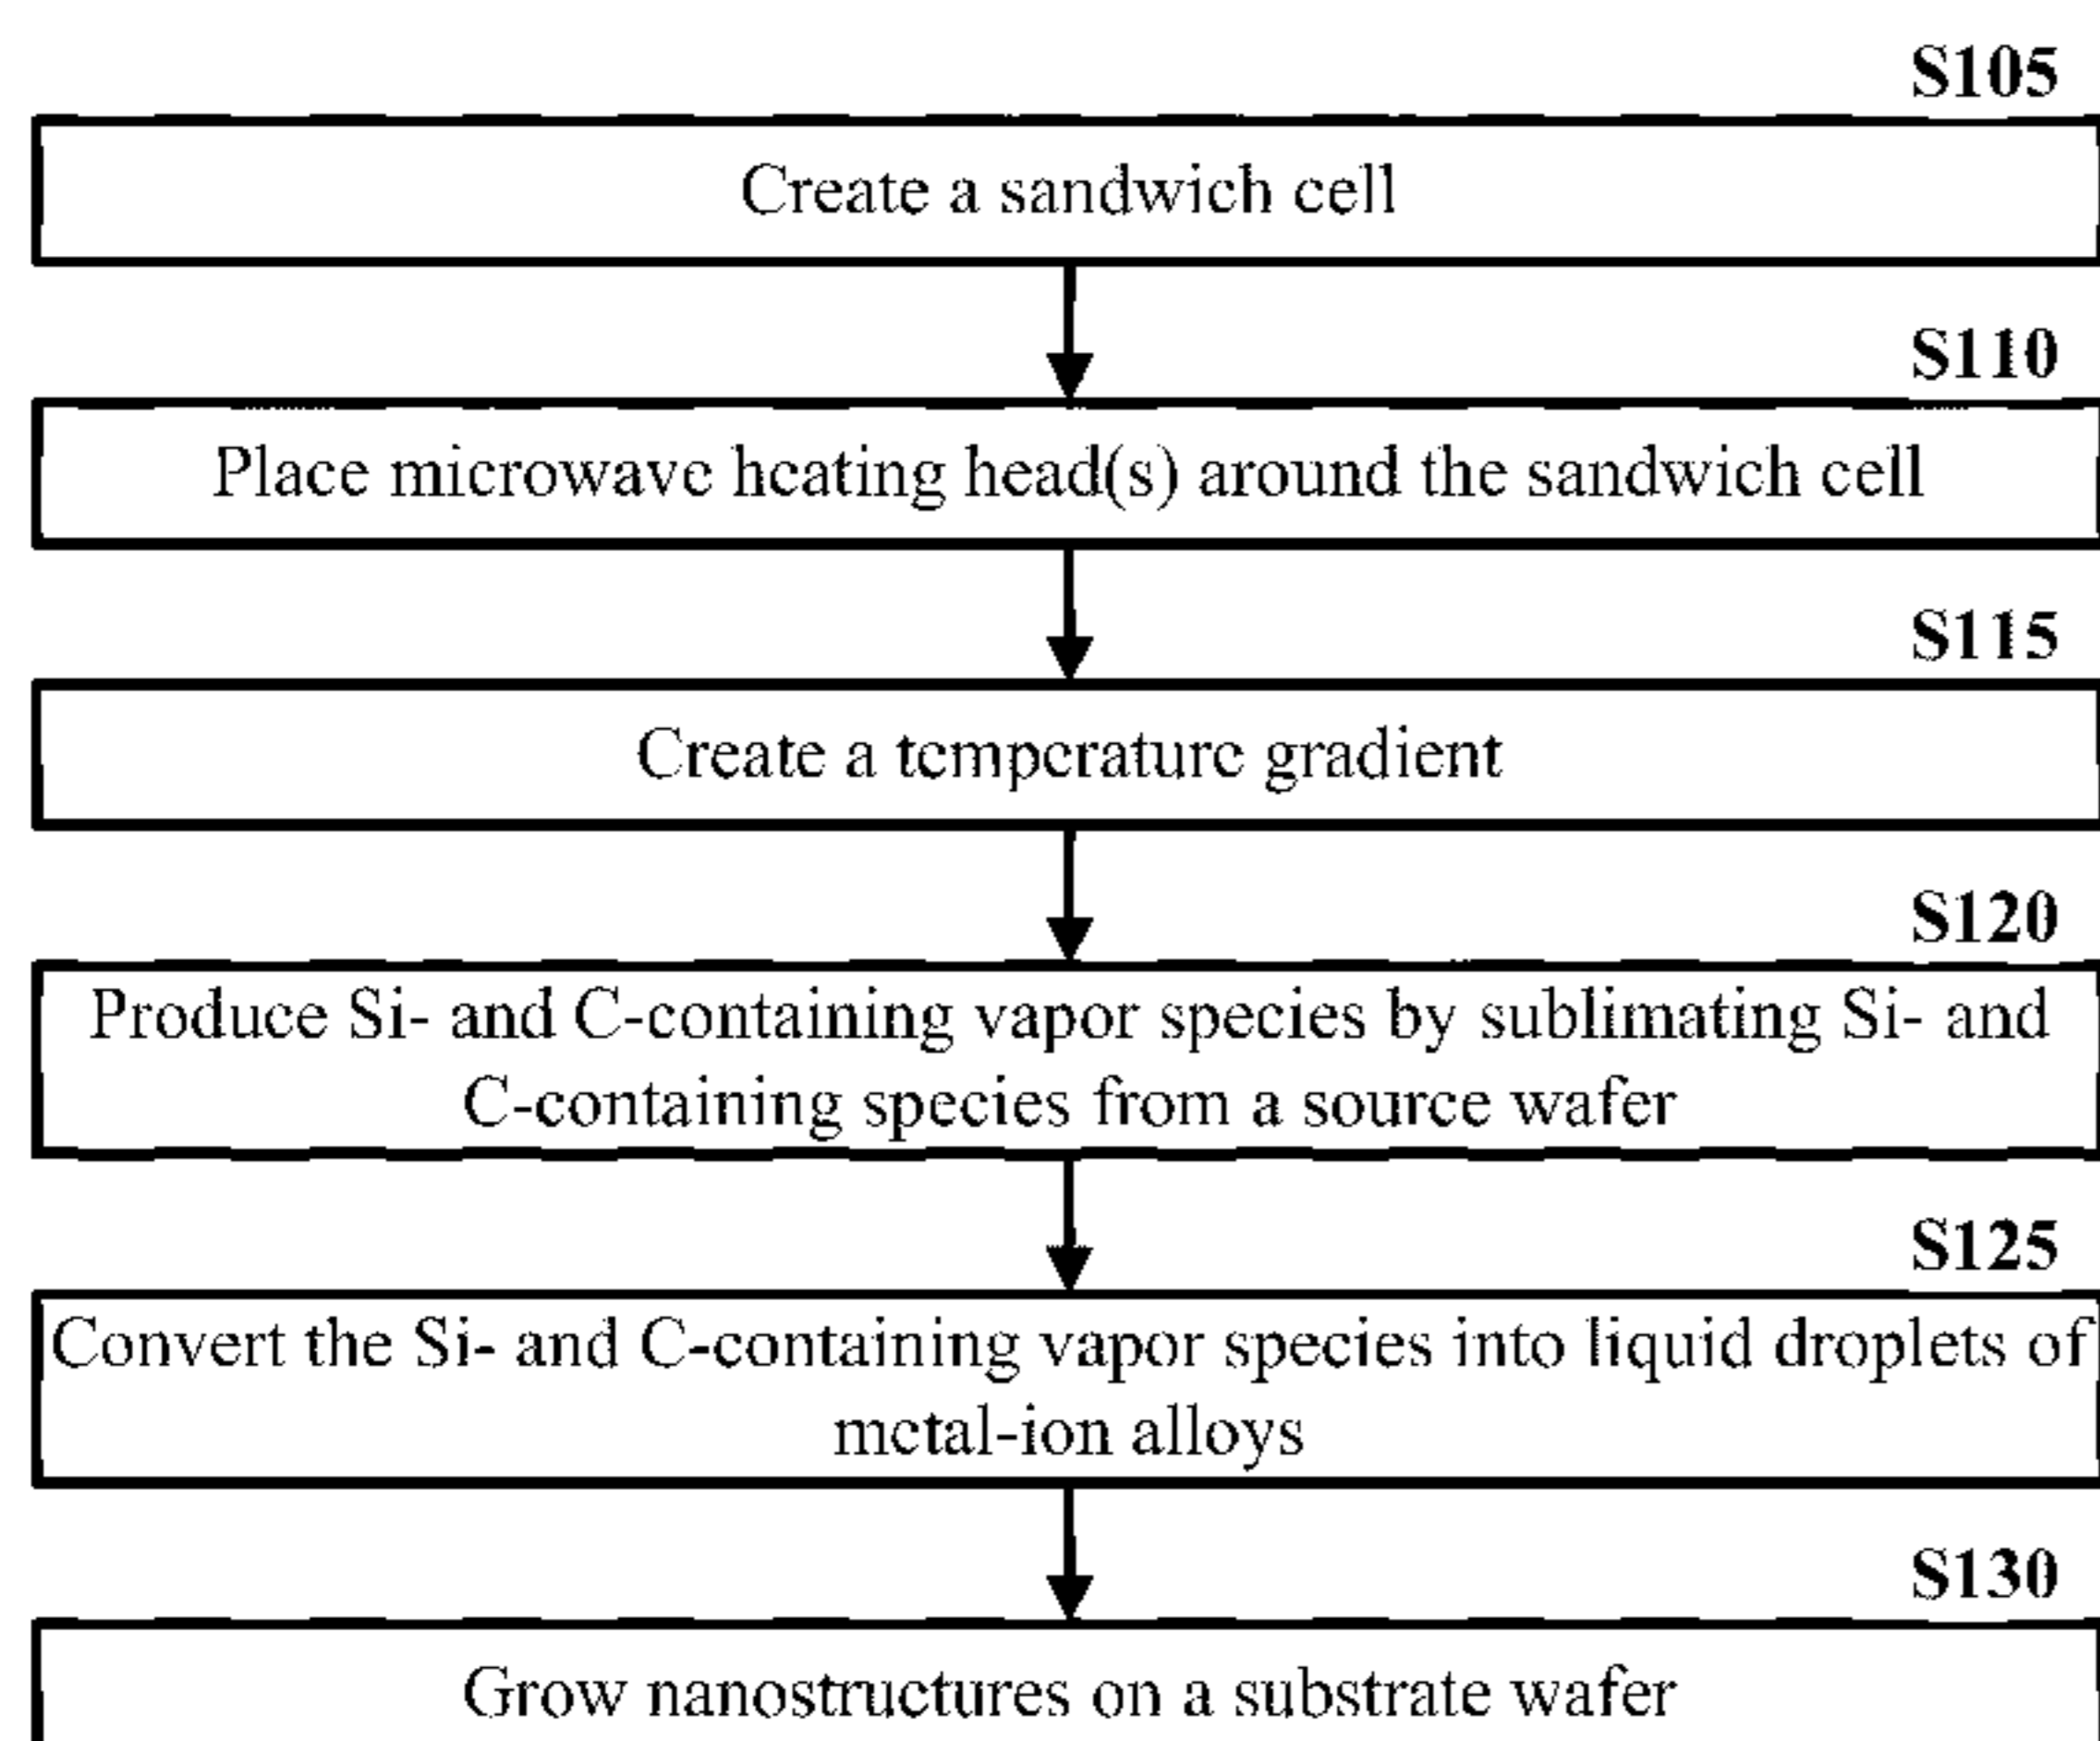 S105
Create a sandwich cell
S110
Place microwave heating head(s) around the sandwich cell
S115
Create a temperature gradient
S120
Produce Si- and C-containing vapor species by sublimating Si- and
C-containing species from a source wafer
S125
Convert the Si- and C-containing vapor species into liquid droplets of
metal-ion alloys
S130
Grow nanostructures on a substrate wafer